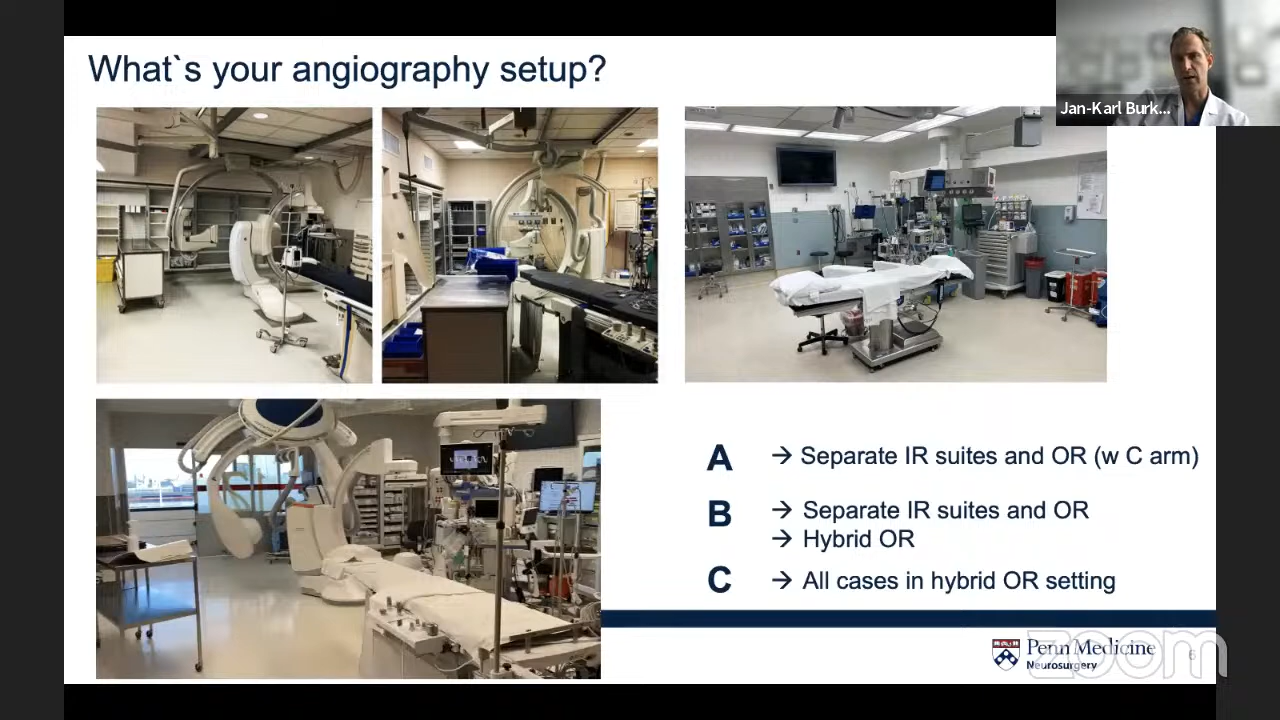 What`s your angiography setup?
Jan-Karl Burk...
A → Separate IR suites and OR (w C arm)
B → Separate IR suites and OR
→ Hybrid OR
C → All cases in hybrid OR setting
Penn Medicine
Neurosurgery
6
zoom